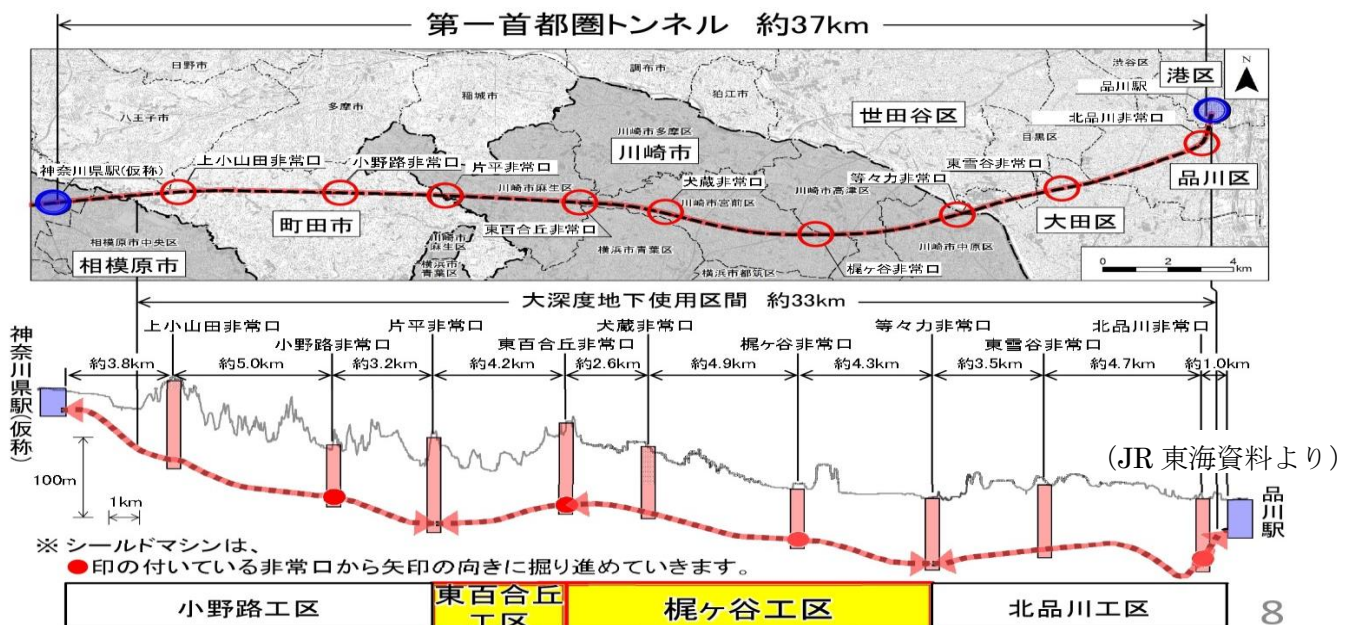 第一首都圏トンネル 約37km
日野市
調布市
渋谷区
港区
N
八王子市
多摩市
稲城市
狛江市
世田谷区
品川駅
北品川非常口
目黒区
川崎市多摩区
川崎市
神奈川県駅(仮称)
上小山田非常口
小野路非常口
片平非常口
川崎市麻生区
犬蔵非常口
川崎市高津区
等々力非常口
東雪谷非常口
品川区
川崎市宮前区
大田区
町田市
東百合丘非常口
相模原市中央区
相模原市
川崎市麻生区
横浜市青葉区
横浜市青葉区
横浜市都筑区
川崎市中原区
梶ヶ谷非常口
0 2 4
km
大深度地下使用区間 約33km
神奈川県駅(仮称)
上小山田非常口
片平非常口
犬蔵非常口
等々力非常口
北品川非常口
小野路非常口
東百合丘非常口
梶ヶ谷非常口
東雪谷非常口
約3.8km 約5.0km 約3.2km 約4.2km 約2.6km 約4.9km 約4.3km 約3.5km 約4.7km 約1.0km
(JR 東海資料より)
100m
1km
品川駅
※ シールドマシンは、
●印の付いている非常口から矢印の向きに掘り進めていきます。
小野路工区
東百合丘工区
梶ヶ谷工区
北品川工区
8